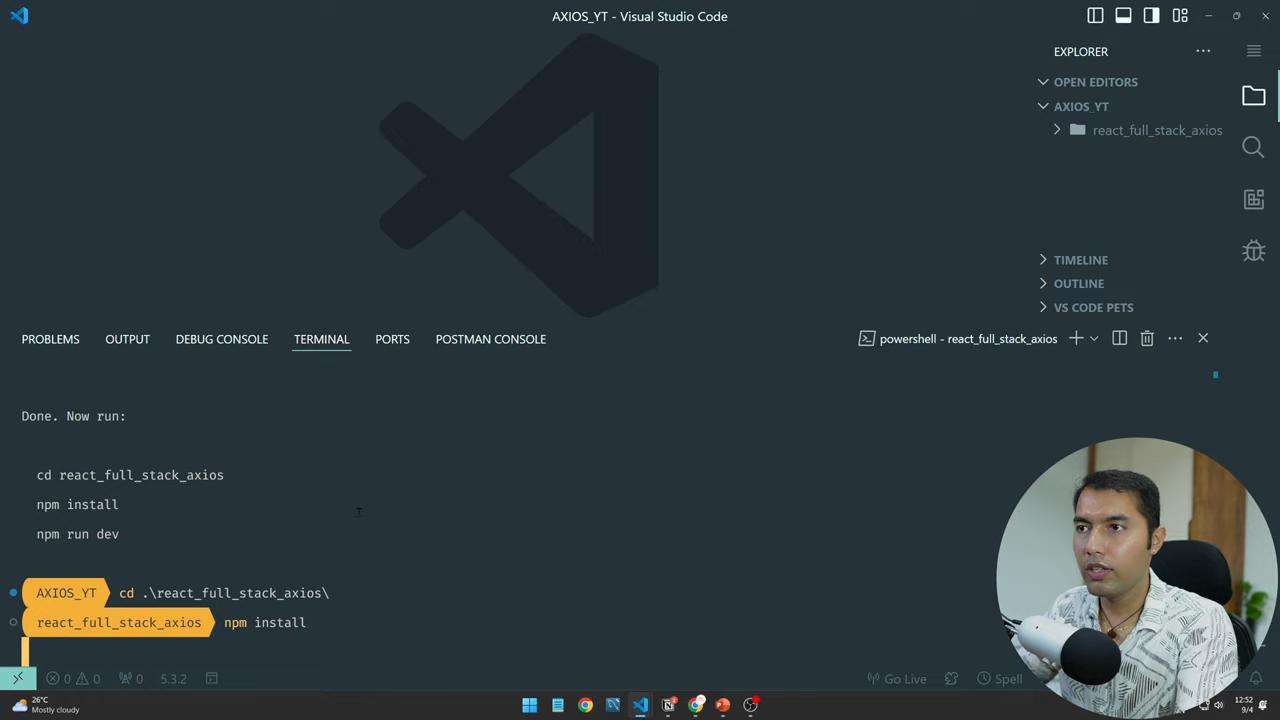 AXIOS_YT - Visual Studio Code
EXPLORER
OPEN EDITORS
AXIOS_YT
react_full_stack_axios
TIMELINE
OUTLINE
VS CODE PETS
PROBLEMS OUTPUT DEBUG CONSOLE TERMINAL PORTS POSTMAN CONSOLE
powershell - react_full_stack_axios
Done. Now run:
cd react_full_stack_axios
npm install
npm run dev
AXIOS_YT cd .\react_full_stack_axios\
react_full_stack_axios npm install
0 0 0 5.3.2 Go Live Spell
26°C
Mostly cloudy
12:52
9/4